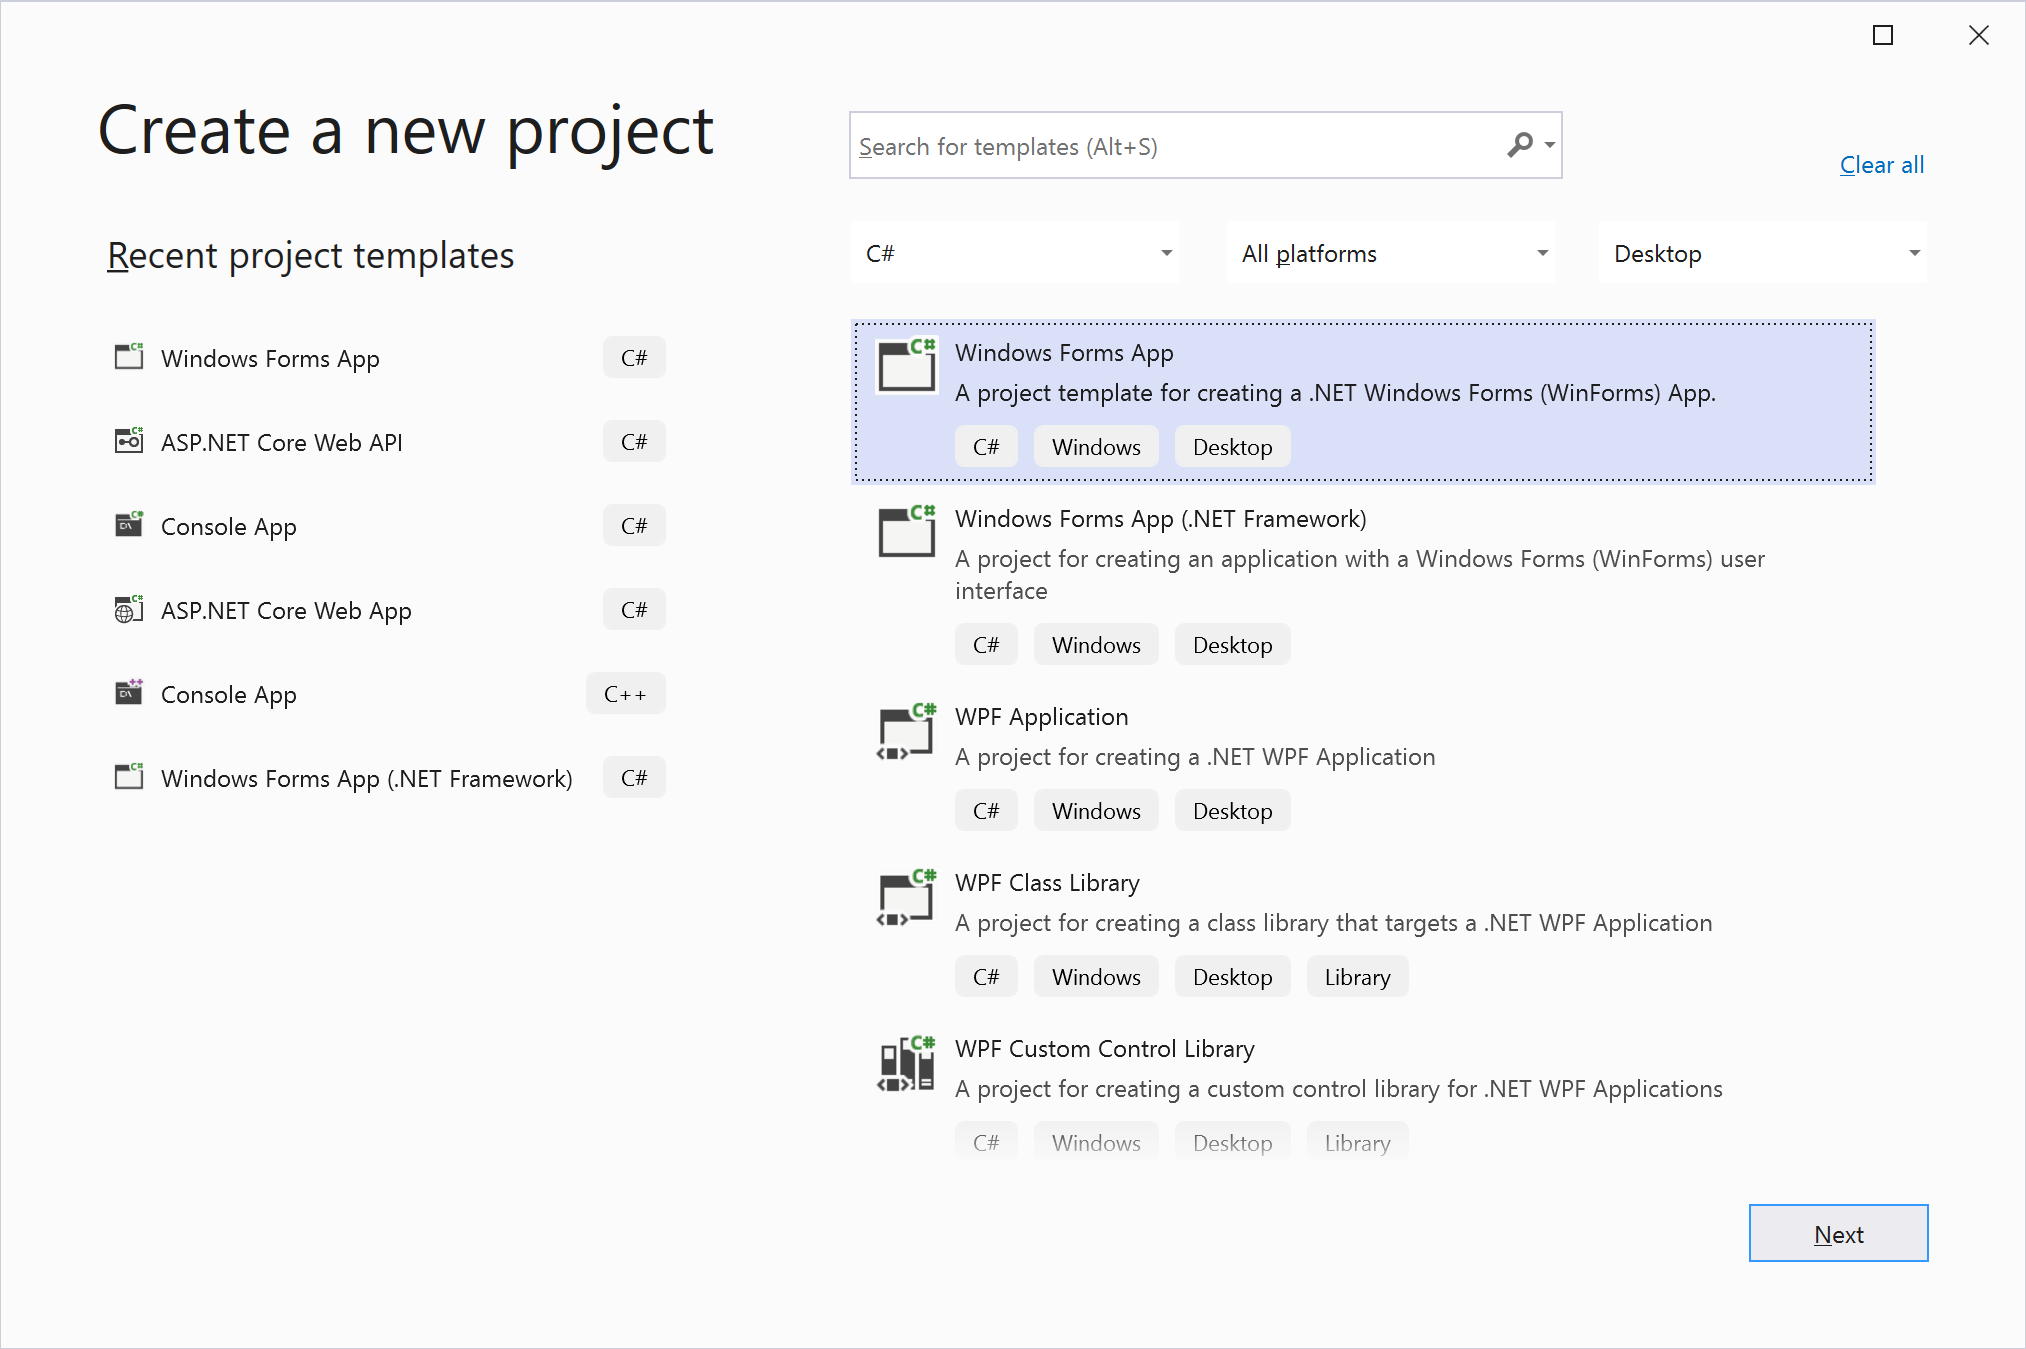 Create a new project
Search for templates (Alt+S)
Clear all
Recent project templates
C#
All platforms
Desktop
Windows Forms App
C#
ASP.NET Core Web API
C#
Console App
C#
ASP.NET Core Web App
C#
Console App
C++
Windows Forms App (.NET Framework)
C#
Windows Forms App
A project template for creating a .NET Windows Forms (WinForms) App.
C# Windows Desktop
Windows Forms App (.NET Framework)
A project for creating an application with a Windows Forms (WinForms) user
interface
C# Windows Desktop
WPF Application
A project for creating a .NET WPF Application
C# Windows Desktop
WPF Class Library
A project for creating a class library that targets a .NET WPF Application
C# Windows Desktop Library
WPF Custom Control Library
A project for creating a custom control library for .NET WPF Applications
C# Windows Desktop Library
Next